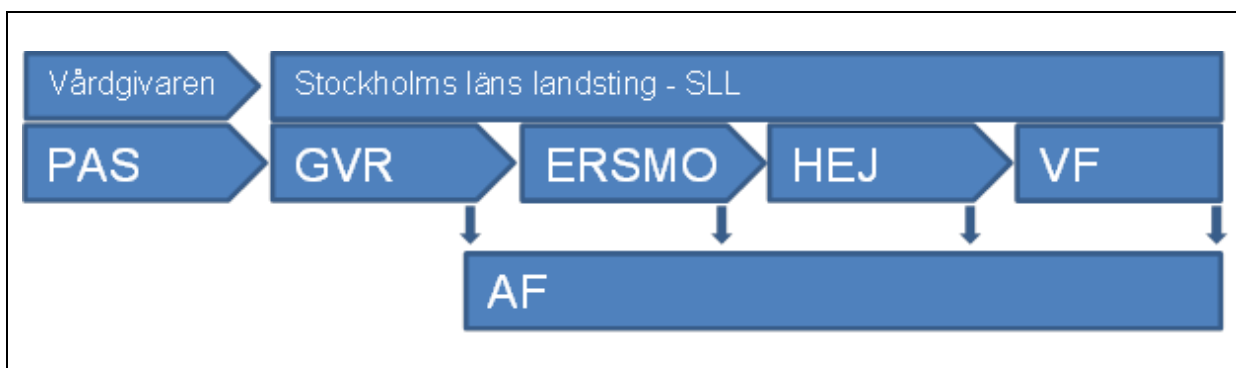 Vårdgivaren Stockholms läns landsting - SLL
PAS GVR ERSMO HEJ VF
AF